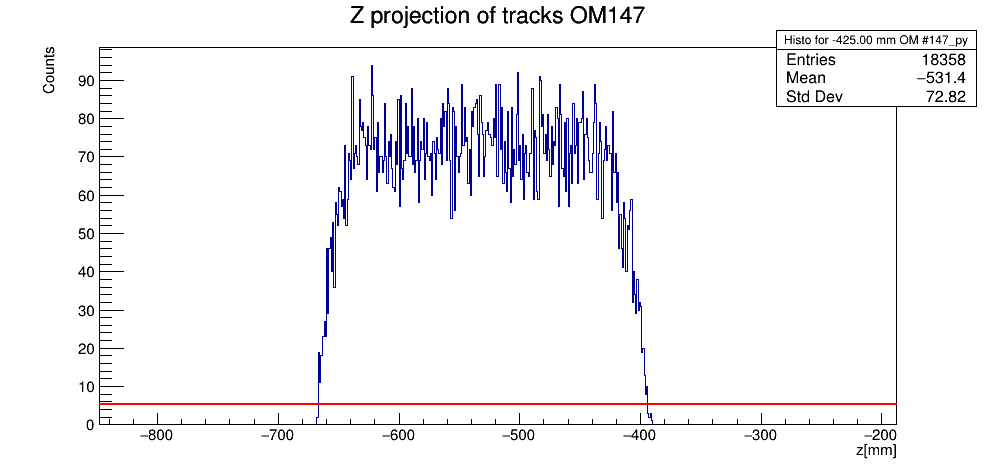 Z projection of tracks OM147
Histo for -425.00 mm OM #147_py
Entries 18358
Mean −531.4
Std Dev 72.82
Counts
90
80
70
60
50
40
30
20
10
0
−800 −700 −600 −500 −400 −300 −200
z[mm]